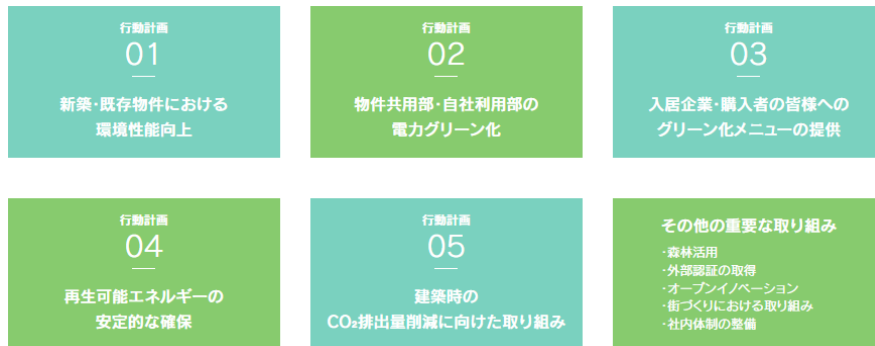 行動計画
01
新築・既存物件における
環境性能向上
行動計画
02
物件共用部・自社利用部の
電力グリーン化
行動計画
03
入居企業・購入者の皆様への
グリーン化メニューの提供
行動計画
04
再生可能エネルギーの
安定的な確保
行動計画
05
建築時の
CO₂排出量削減に向けた取り組み
その他の重要な取り組み
・森林活用
・外部認証の取得
・オープンイノベーション
・街づくりにおける取り組み
・社内体制の整備